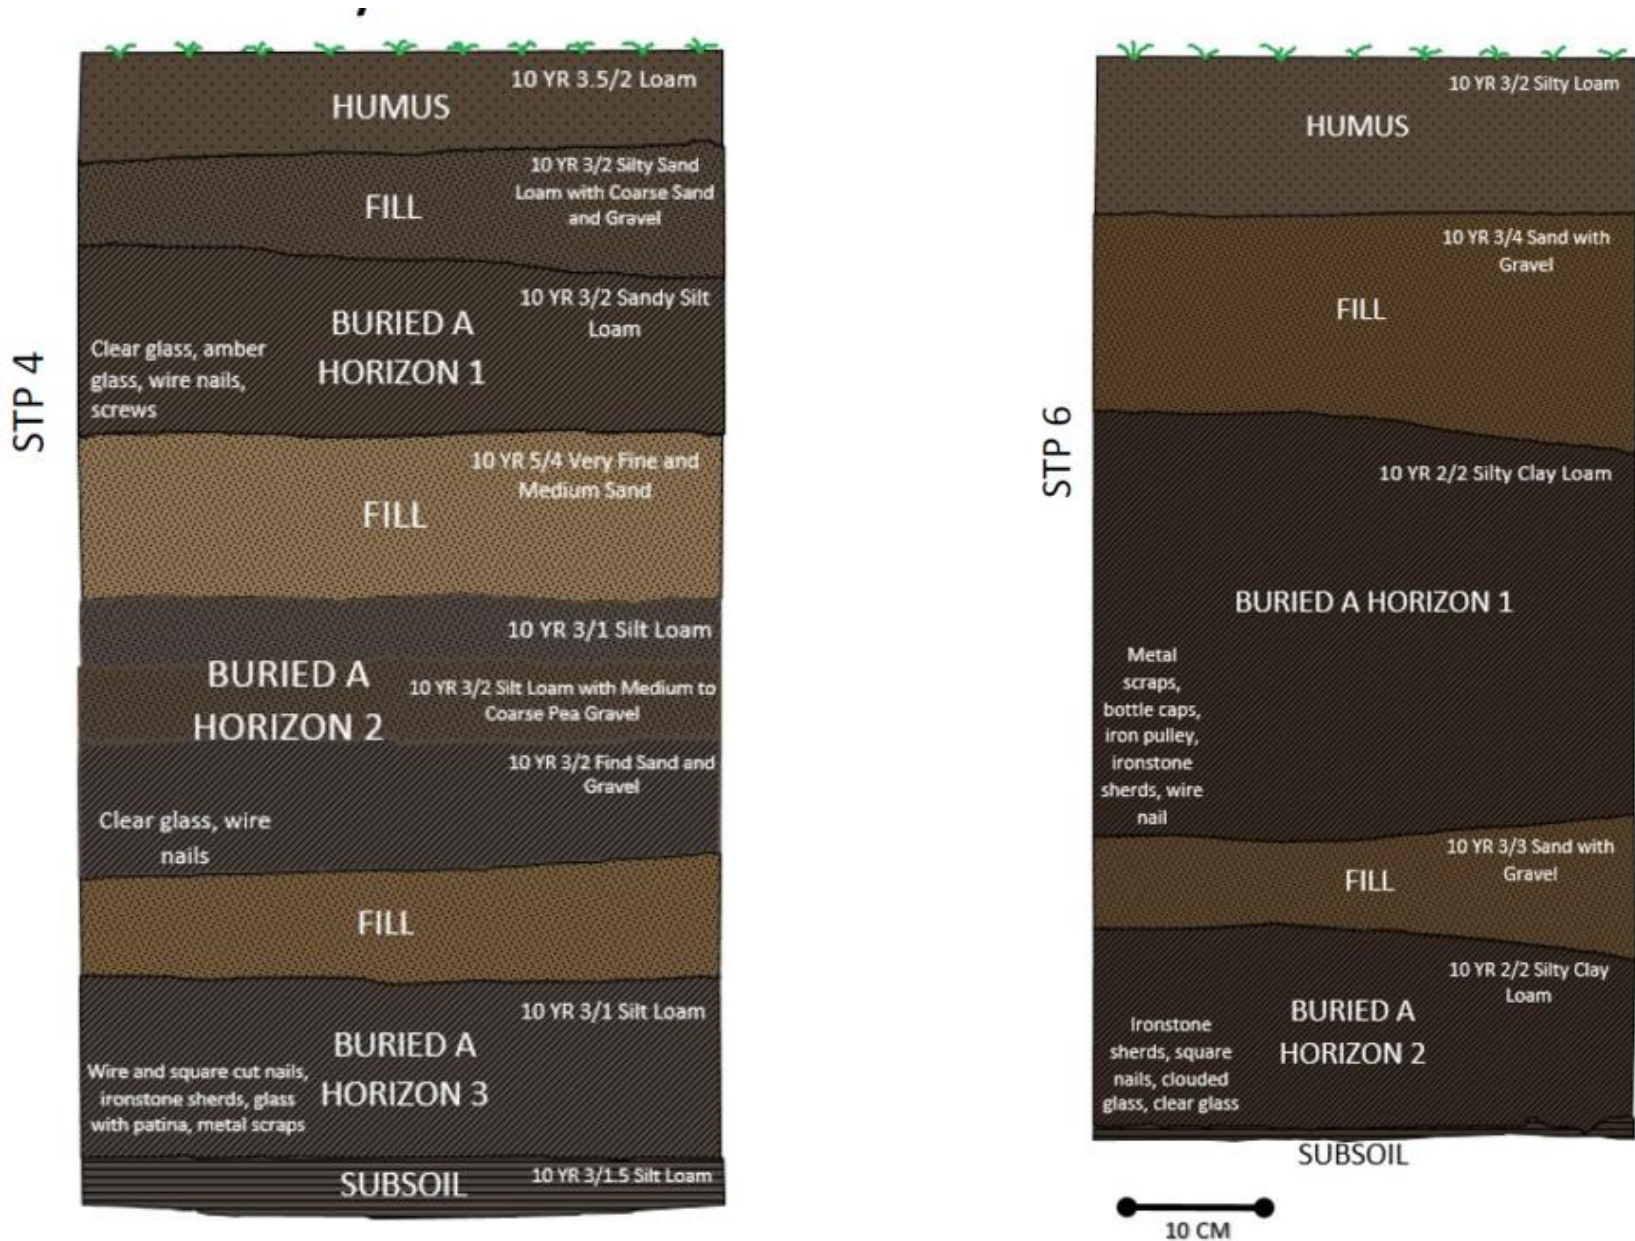 STP 4
10 YR 3.5/2 Loam
HUMUS
10 YR 3/2 Silty Sand
Loam with Coarse Sand
and Gravel
FILL
10 YR 3/2 Sandy Silt
Loam
BURIED A
HORIZON 1
Clear glass, amber
glass, wire nails,
screws
10 YR 5/4 Very Fine and
Medium Sand
FILL
10 YR 3/1 Silt Loam
BURIED A
HORIZON 2
10 YR 3/2 Silt Loam with Medium to
Coarse Pea Gravel
10 YR 3/2 Find Sand and
Gravel
Clear glass, wire
nails
FILL
10 YR 3/1 Silt Loam
BURIED A
HORIZON 3
Wire and square cut nails,
ironstone sherds, glass
with patina, metal scraps
SUBSOIL
10 YR 3/1.5 Silt Loam
STP 6
10 YR 3/2 Silty Loam
HUMUS
10 YR 3/4 Sand with
Gravel
FILL
10 YR 2/2 Silty Clay Loam
BURIED A HORIZON 1
Metal
scraps,
bottle caps,
iron pulley,
ironstone
sherds, wire
nail
10 YR 3/3 Sand with
Gravel
FILL
10 YR 2/2 Silty Clay
Loam
BURIED A
HORIZON 2
Ironstone
sherds, square
nails, clouded
glass, clear glass
SUBSOIL
10 CM